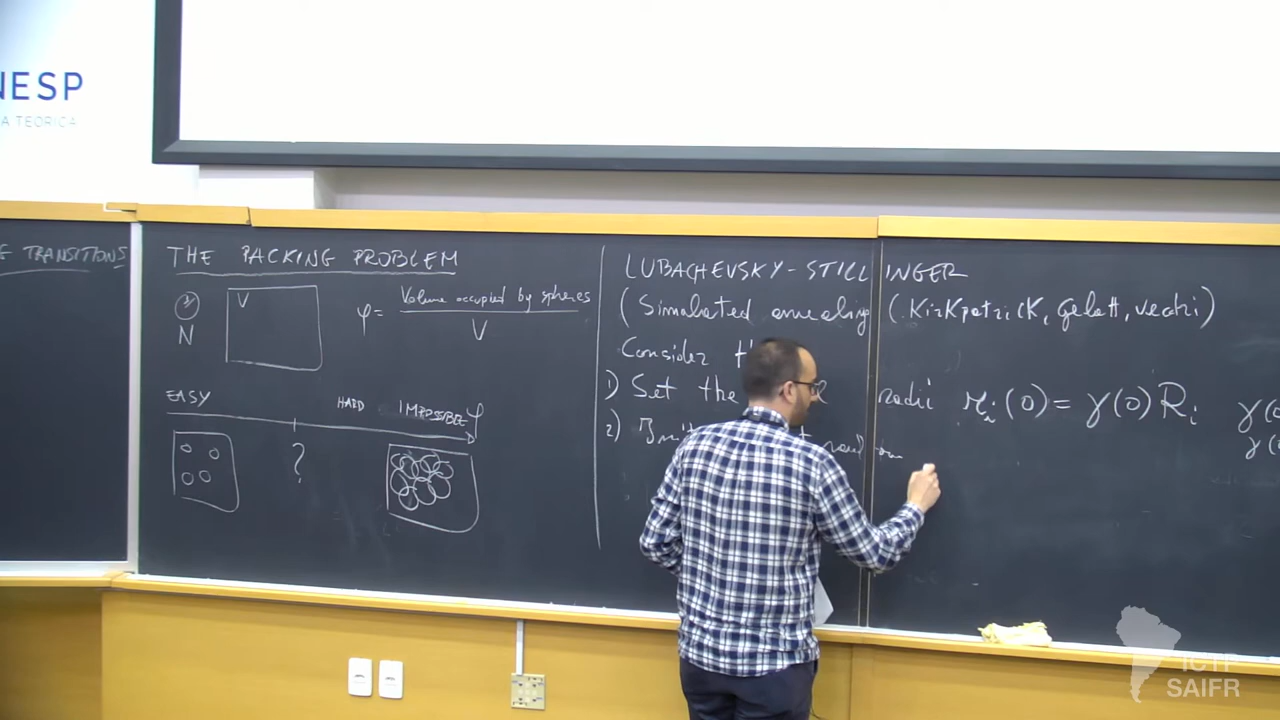 NESP
A TEORICA
G TRANSITIONS
THE PACKING PROBLEM
V
N
φ = Volume occupied by spheres / V
EASY
HARD
IMPOSSIBLE
φ
?
LUBACHEVSKY-STILLINGER
(Simulated annealing (Kirkpatrick, Gelatt, Vecchi)
Consider
1) Set the radii r_i(0) = γ(0) R_i
2)
ICTP
SAIFR